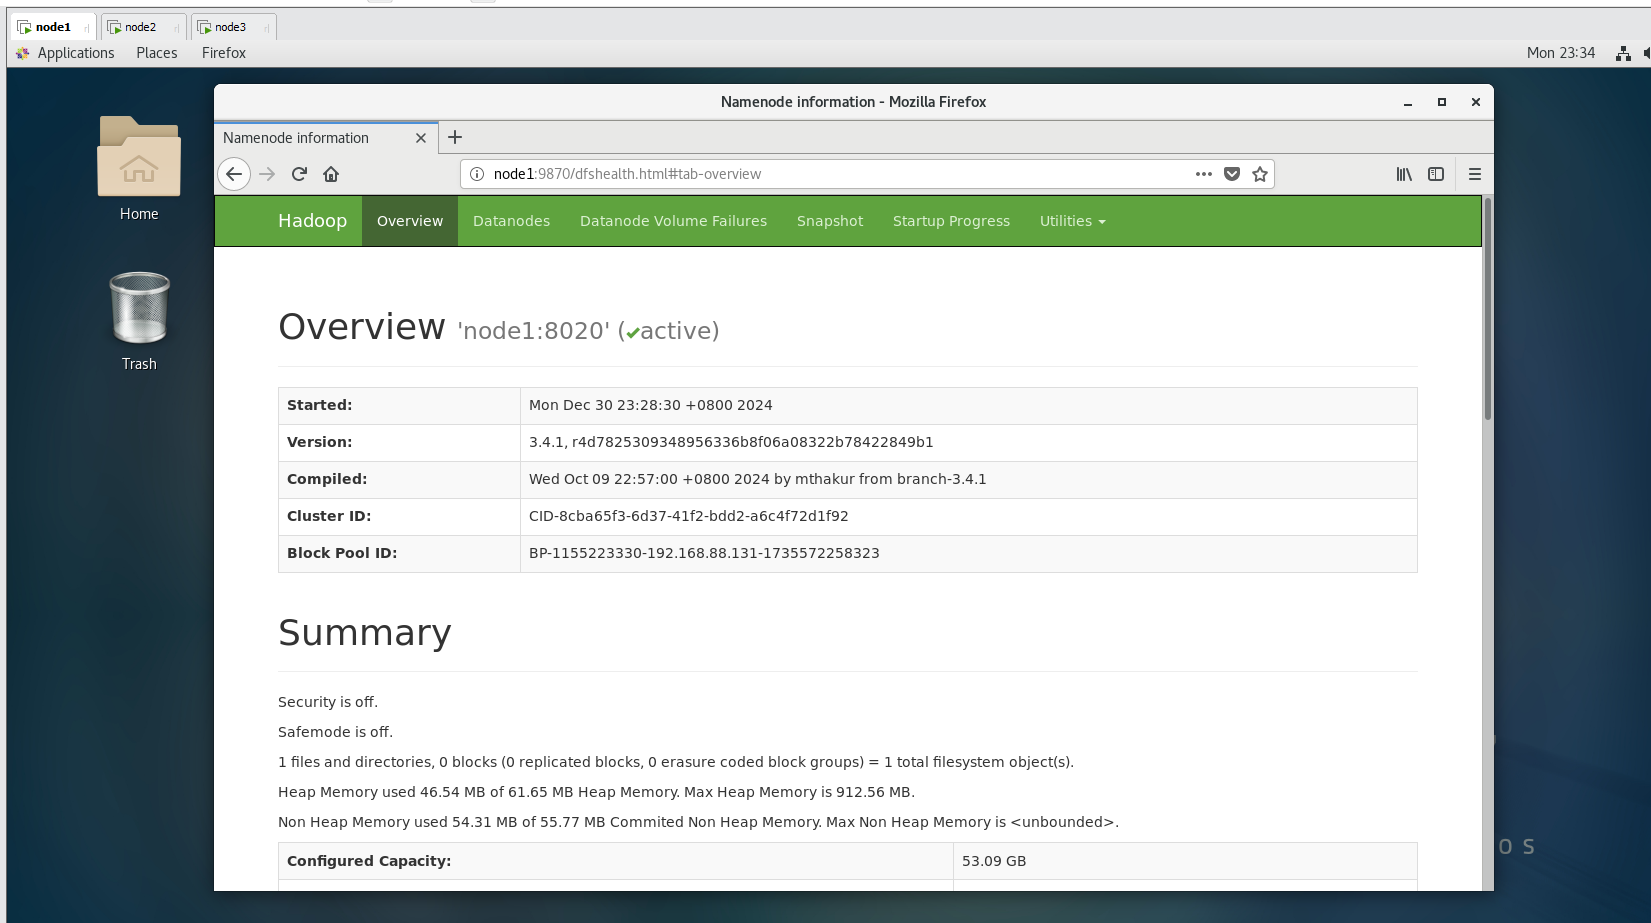 node1 node2 node3
Applications Places Firefox Mon 23:34
Home
Trash
Namenode information - Mozilla Firefox
Namenode information
node1:9870/dfshealth.html#tab-overview
Hadoop Overview Datanodes Datanode Volume Failures Snapshot Startup Progress Utilities
Overview 'node1:8020' (✓active)
Started: Mon Dec 30 23:28:30 +0800 2024
Version: 3.4.1, r4d7825309348956336b8f06a08322b78422849b1
Compiled: Wed Oct 09 22:57:00 +0800 2024 by mthakur from branch-3.4.1
Cluster ID: CID-8cba65f3-6d37-41f2-bdd2-a6c4f72d1f92
Block Pool ID: BP-1155223330-192.168.88.131-1735572258323
Summary
Security is off.
Safemode is off.
1 files and directories, 0 blocks (0 replicated blocks, 0 erasure coded block groups) = 1 total filesystem object(s).
Heap Memory used 46.54 MB of 61.65 MB Heap Memory. Max Heap Memory is 912.56 MB.
Non Heap Memory used 54.31 MB of 55.77 MB Commited Non Heap Memory. Max Non Heap Memory is <unbounded>.
Configured Capacity: 53.09 GB
O S